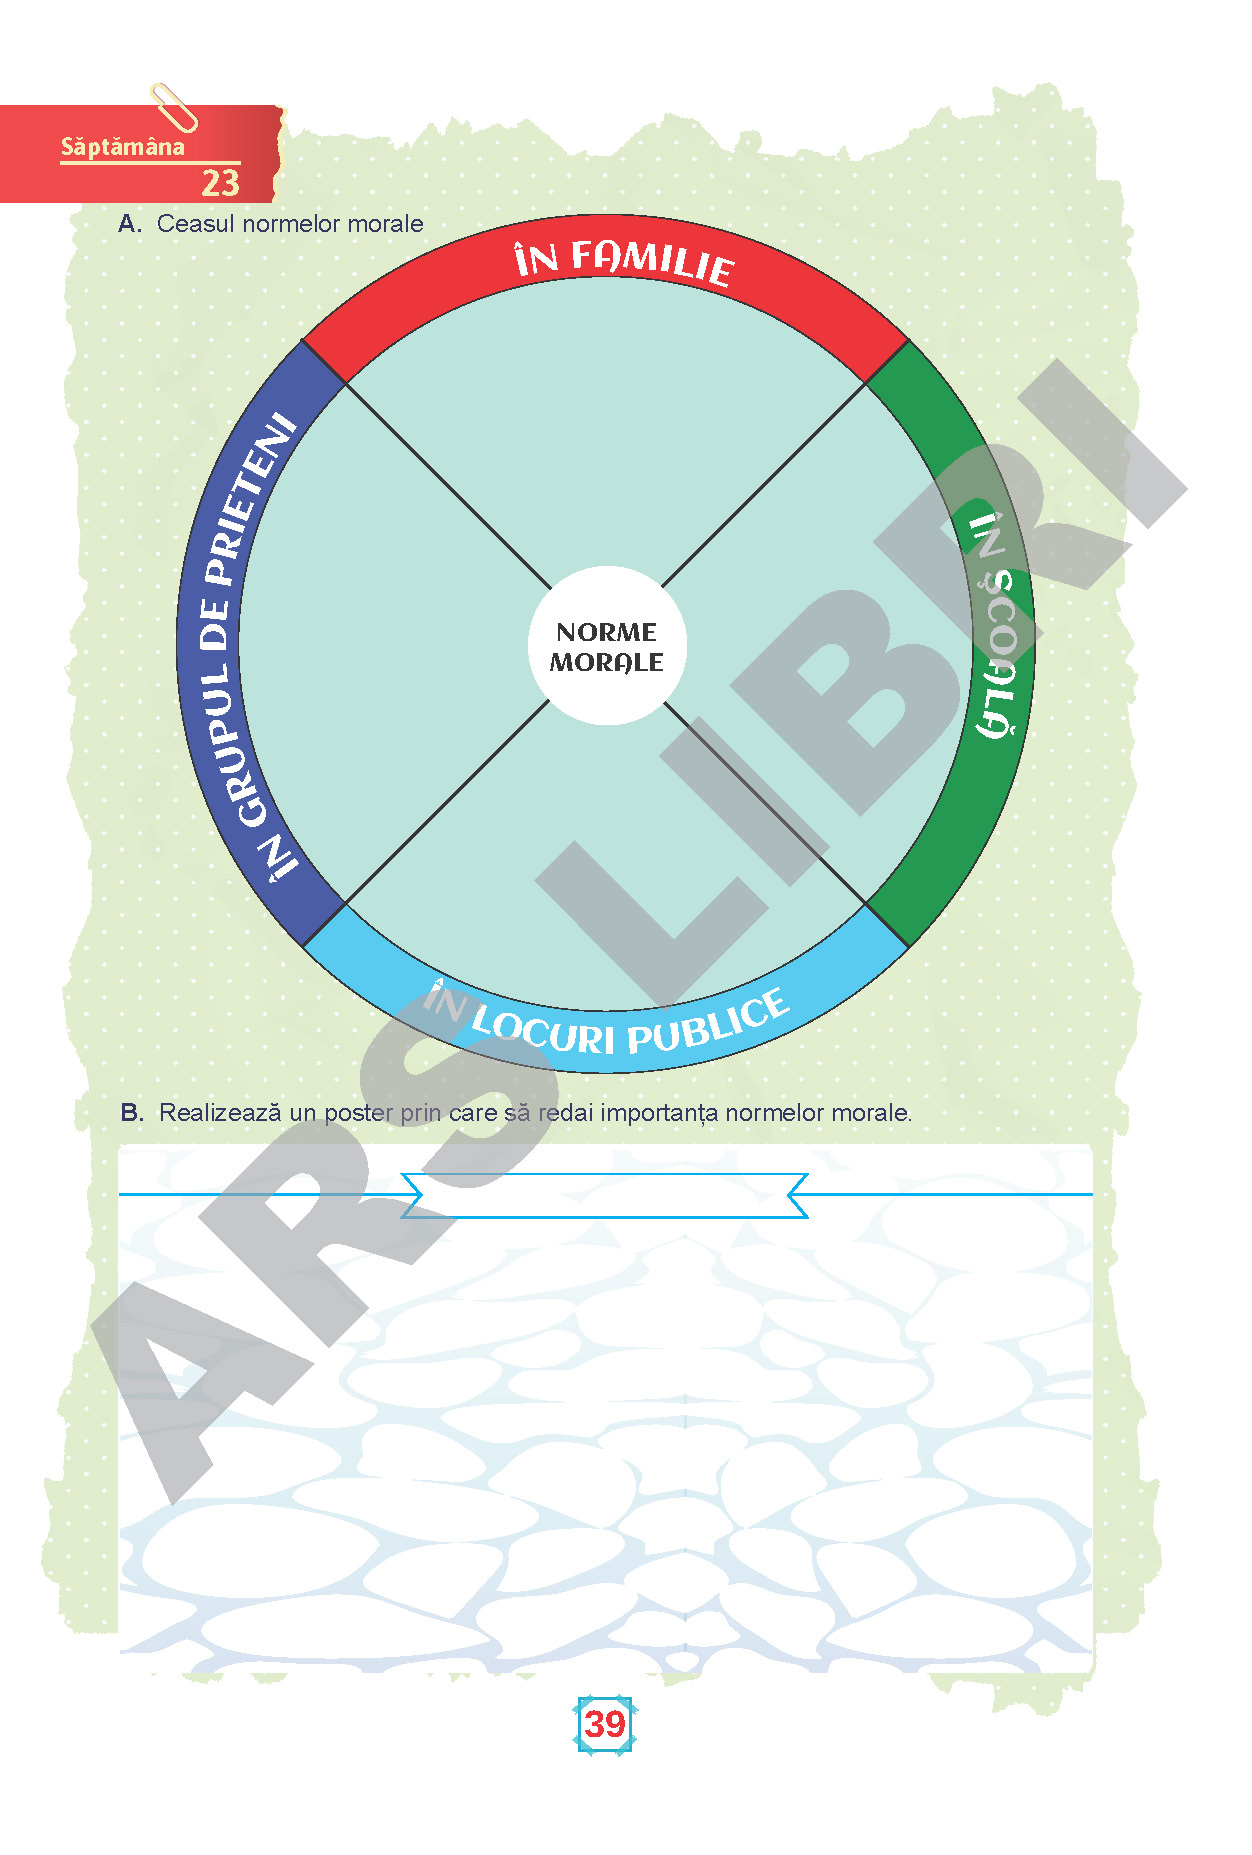 Săptămâna
23
A. Ceasul normelor morale
ÎN FAMILIE
ÎN GRUPUL DE PRIETENI
ÎN ȘCOALĂ
NORME
MORALE
ÎN LOCURI PUBLICE
B. Realizează un poster prin care să redai importanța normelor morale.
ARS LIBRI
39